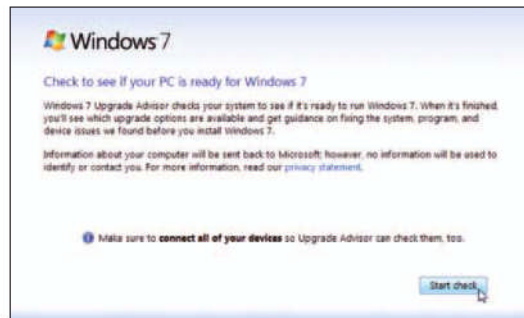 Windows 7
Check to see if your PC is ready for Windows 7
Windows 7 Upgrade Advisor checks your system to see if it's ready to run Windows 7. When it's finished,
you'll see which upgrade options are available and get guidance on fixing the system, program, and
device issues we found before you install Windows 7.
Information about your computer will be sent back to Microsoft; however, no information will be used to
identify or contact you. For more information, read our privacy statement.
Make sure to connect all of your devices so Upgrade Advisor can check them, too.
Start check